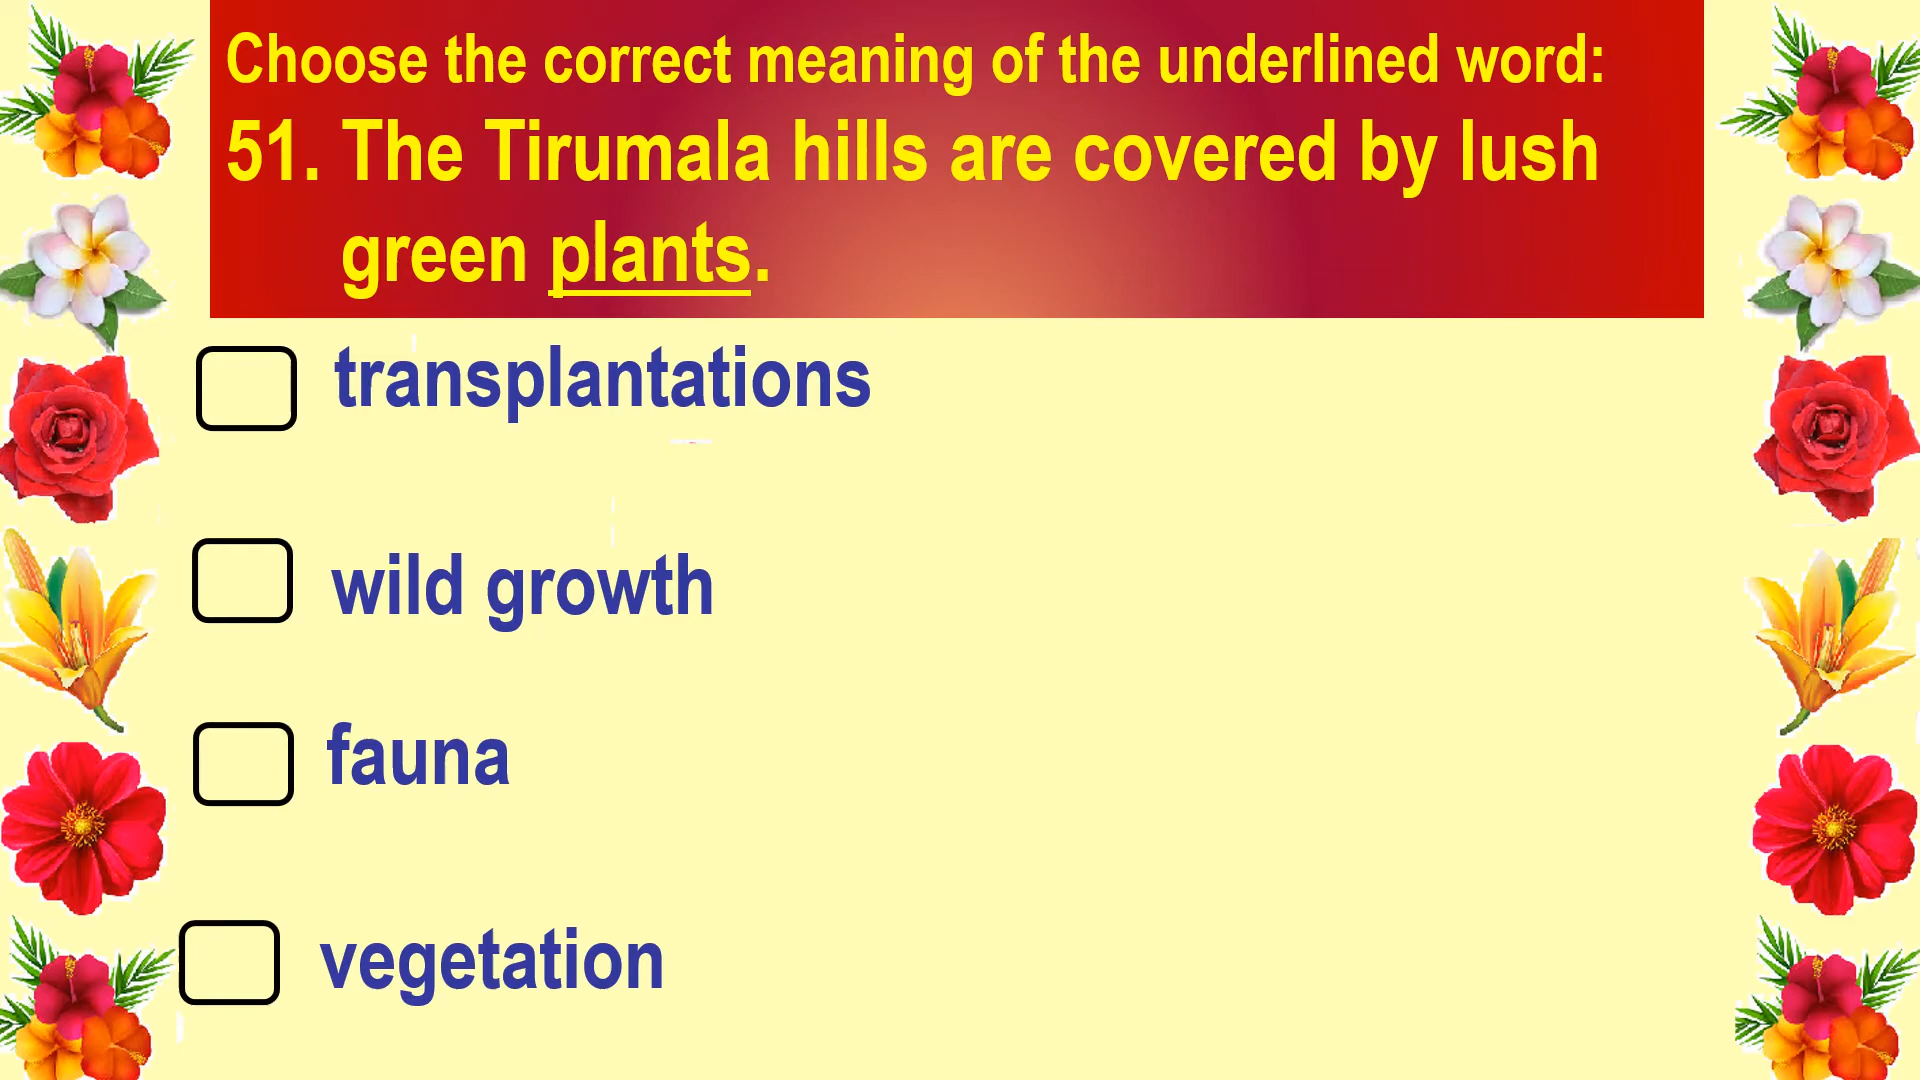 Choose the correct meaning of the underlined word:
51. The Tirumala hills are covered by lush
green plants.
transplantations
wild growth
fauna
vegetation